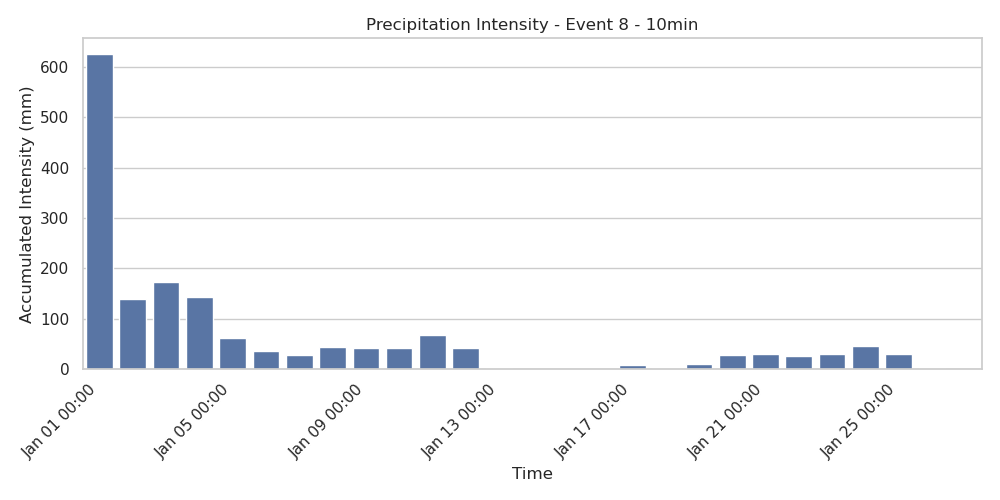 Precipitation Intensity - Event 8 - 10min
Accumulated Intensity (mm)
600
500
400
300
200
100
0
Jan 01 00:00
Jan 05 00:00
Jan 09 00:00
Jan 13 00:00
Jan 17 00:00
Jan 21 00:00
Jan 25 00:00
Time